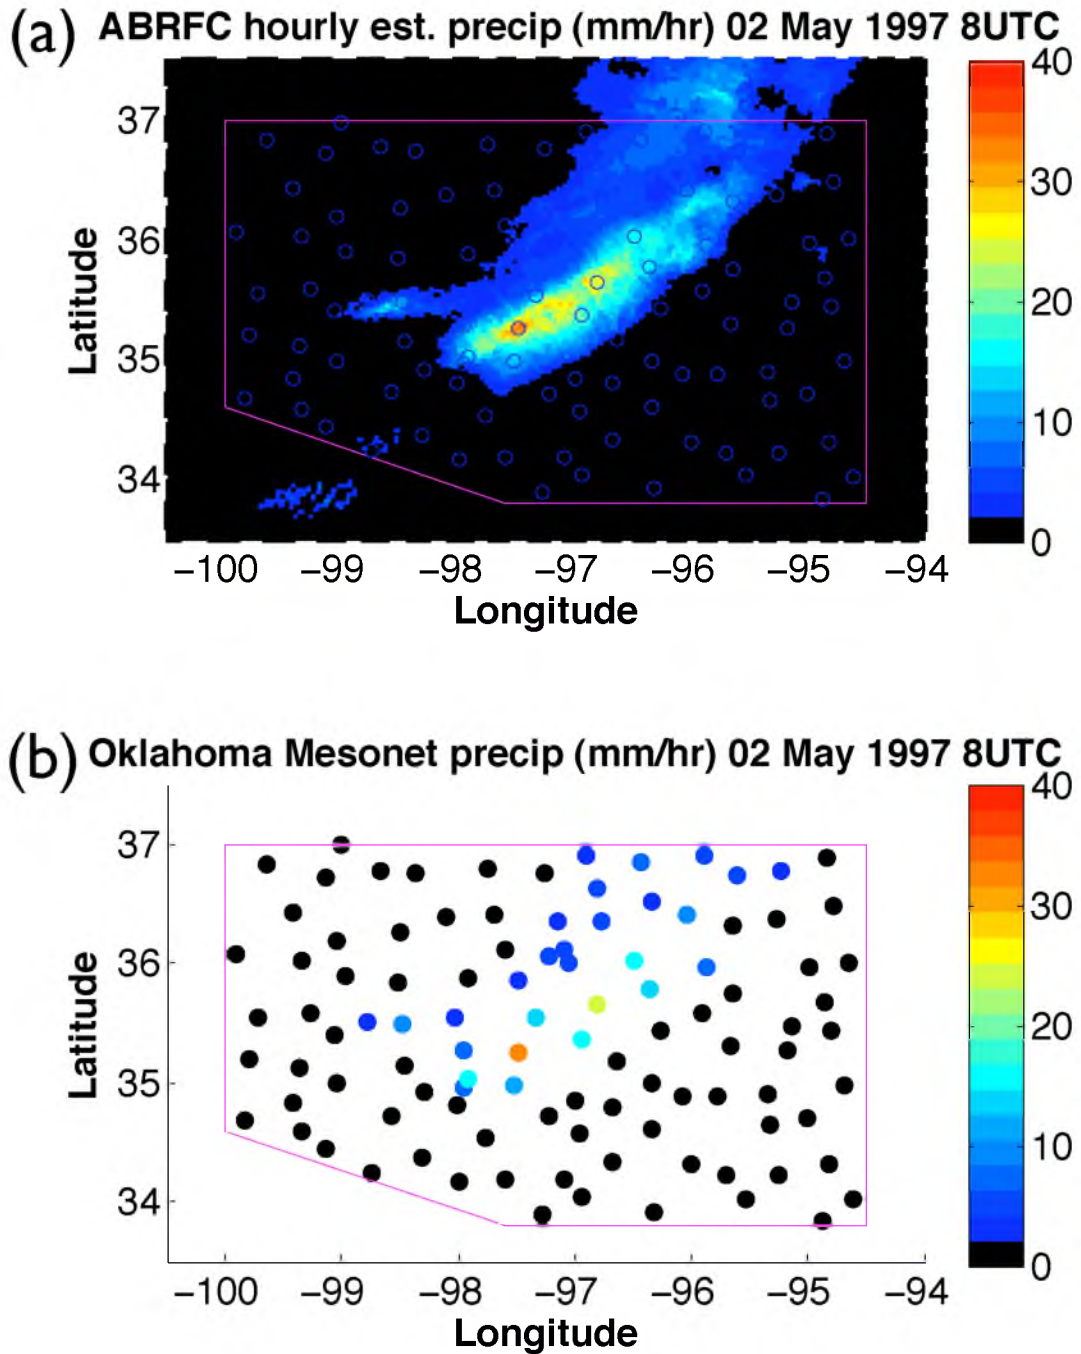 (a) ABRFC hourly est. precip (mm/hr) 02 May 1997 8UTC
40
37
30
36
Latitude
20
35
10
34
0
−100 −99 −98 −97 −96 −95 −94
Longitude
(b) Oklahoma Mesonet precip (mm/hr) 02 May 1997 8UTC
40
37
30
36
Latitude
20
35
10
34
0
−100 −99 −98 −97 −96 −95 −94
Longitude